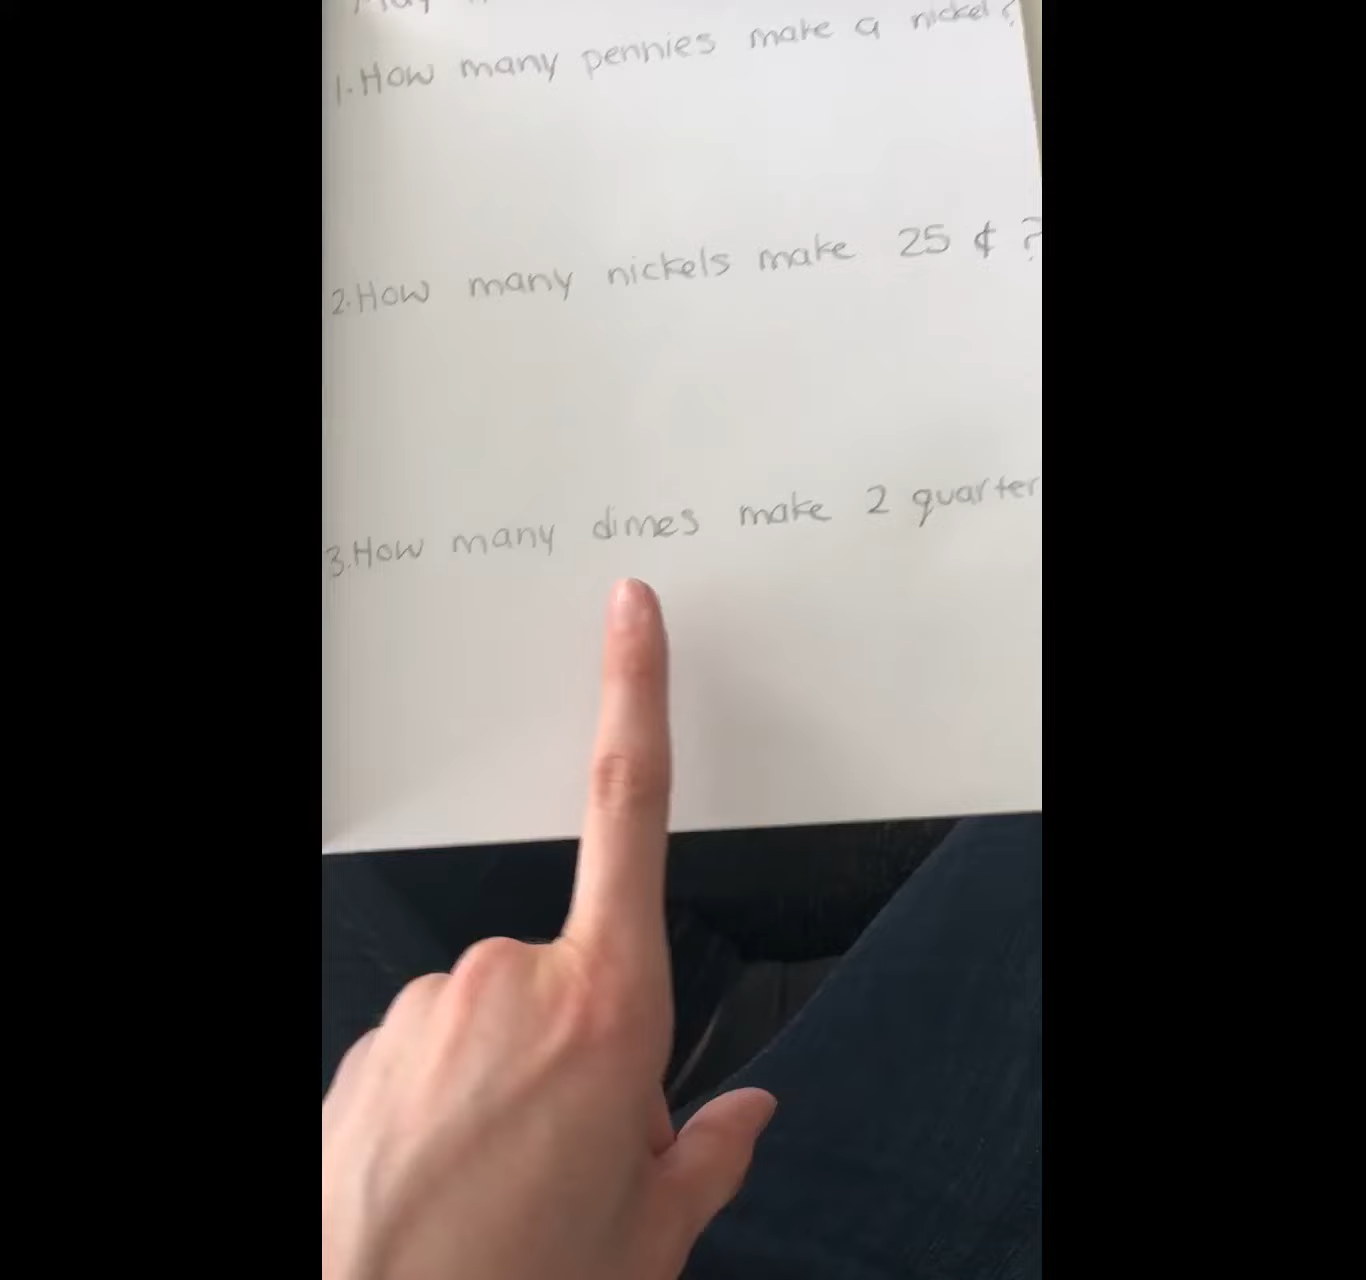 May
1. How many pennies make a nickel?
2. How many nickels make 25 ¢ ?
3. How many dimes make 2 quarter